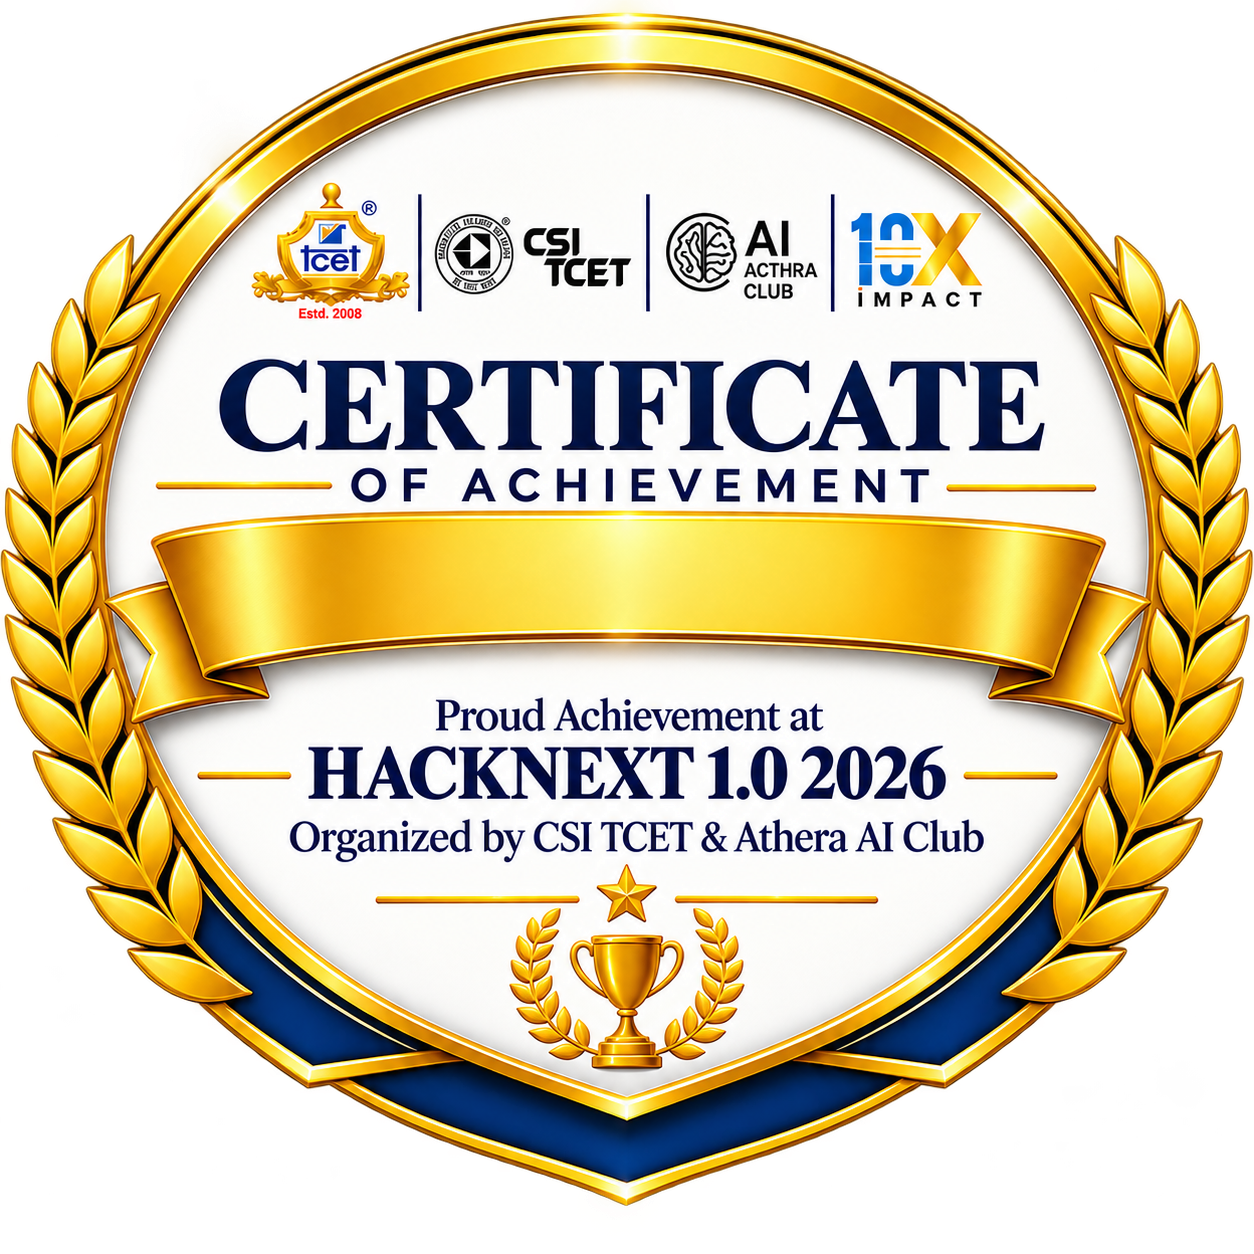 tcet
®
Estd. 2008
®
CSI
TCET
AI
ACTHRA
CLUB
10X
iMPACT
CERTIFICATE
OF ACHIEVEMENT
Proud Achievement at
HACKNEXT 1.0 2026
Organized by CSI TCET & Athera AI Club